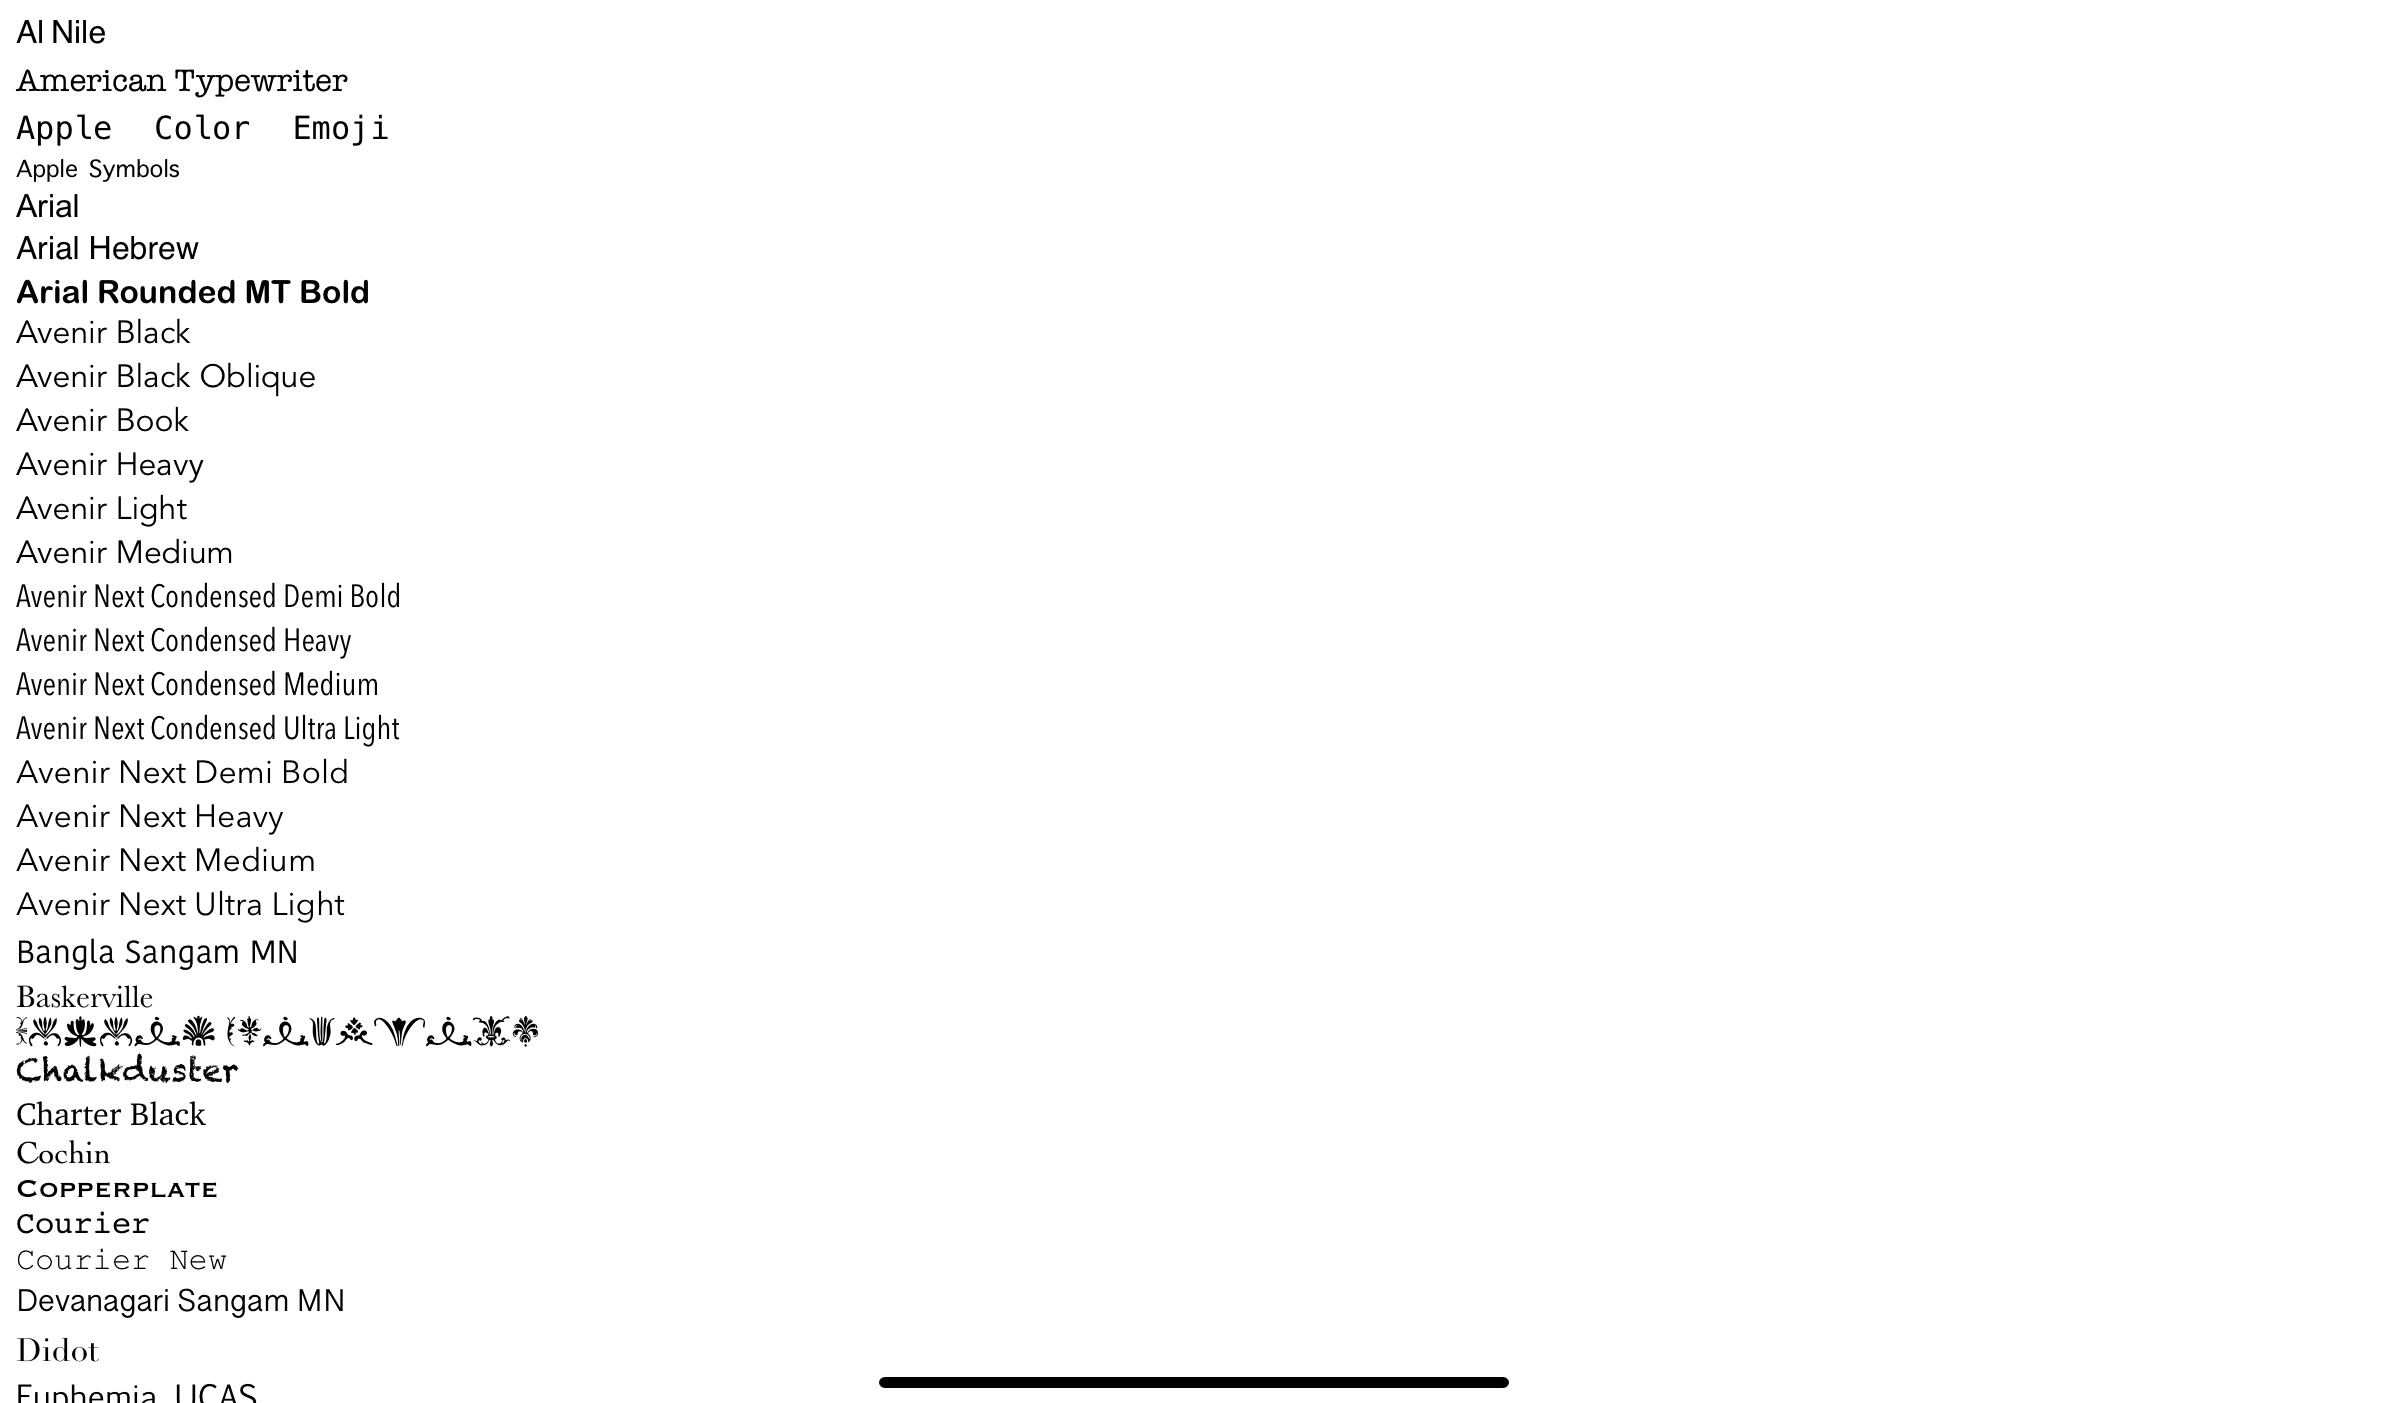 Al Nile
American Typewriter
Apple Color Emoji
Apple Symbols
Arial
Arial Hebrew
Arial Rounded MT Bold
Avenir Black
Avenir Black Oblique
Avenir Book
Avenir Heavy
Avenir Light
Avenir Medium
Avenir Next Condensed Demi Bold
Avenir Next Condensed Heavy
Avenir Next Condensed Medium
Avenir Next Condensed Ultra Light
Avenir Next Demi Bold
Avenir Next Heavy
Avenir Next Medium
Avenir Next Ultra Light
Bangla Sangam MN
Baskerville
Chalkduster
Charter Black
Cochin
Copperplate
Courier
Courier New
Devanagari Sangam MN
Didot
Euphemia UCAS